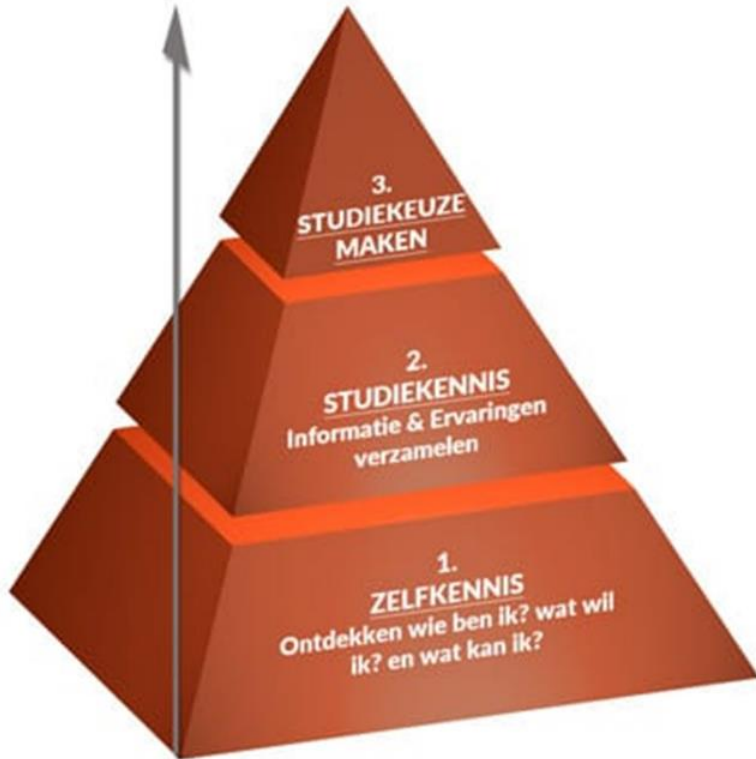 3.
STUDIEKEUZE
MAKEN
2.
STUDIEKENNIS
Informatie & Ervaringen
verzamelen
1.
ZELFKENNIS
Ontdekken wie ben ik? wat wil
ik? en wat kan ik?